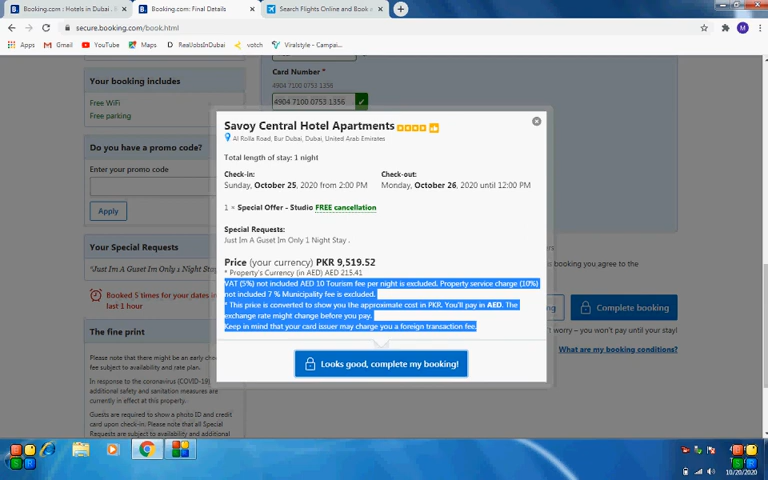 Booking.com : Hotels in Dubai .
Booking.com: Final Details
Search Flights Online and Book
secure.booking.com/book.html
Apps
Gmail
YouTube
Maps
RealJobsInDubai
votch
Viralstyle - Campai...
M
Your booking includes
Free WiFi
Free parking
Do you have a promo code?
Enter your promo code
Apply
Your Special Requests
"Just Im A Guset Im Only 1 Night Stay
Booked 5 times for your dates in
last 1 hour
The fine print
Please note that there might be an early che
fee subject to availability and rate plan.
In response to the coronavirus (COVID-19)
additional safety and sanitation measures are
currently in effect at this property.
Guests are required to show a photo ID and credit
card upon check-in. Please note that all Special
Requests are subject to availability and additional
Card Number *
4904 7100 0753 1356
4904 7100 0753 1356
Savoy Central Hotel Apartments
Al Rolla Road, Bur Dubai, Dubai, United Arab Emirates
Total length of stay: 1 night
Check-in:
Sunday, October 25, 2020 from 2:00 PM
Check-out:
Monday, October 26, 2020 until 12:00 PM
1 × Special Offer - Studio FREE cancellation
Special Requests:
Just Im A Guset Im Only 1 Night Stay .
Price (your currency) PKR 9,519.52
* Property's Currency (in AED) AED 215.41
VAT (5%) not included AED 10 Tourism fee per night is excluded. Property service charge (10%)
not included 7 % Municipality fee is excluded.
* This price is converted to show you the approximate cost in PKR. You'll pay in AED. The
exchange rate might change before you pay.
Keep in mind that your card issuer may charge you a foreign transaction fee.
Looks good, complete my booking!
booking you agree to the
Complete booking
worry – you won't pay until your stay!
What are my booking conditions?
10/20/2020